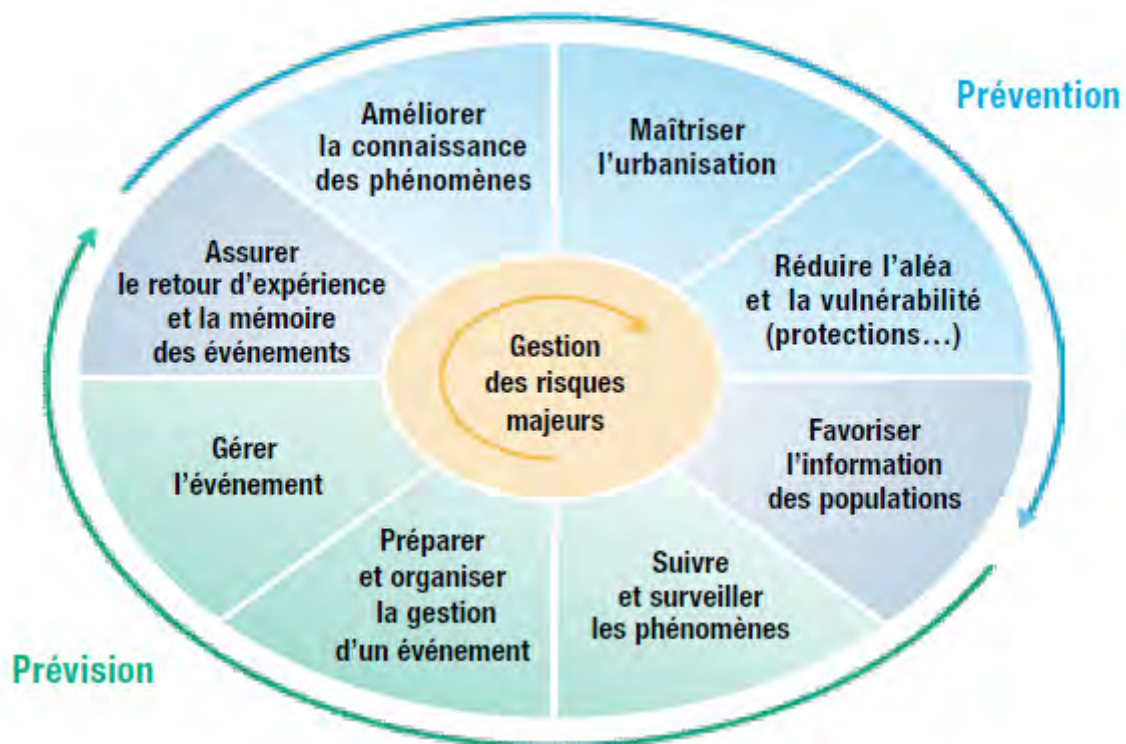 Prévention
Améliorer
la connaissance
des phénomènes
Maîtriser
l'urbanisation
Réduire l'aléa
et la vulnérabilité
(protections…)
Favoriser
l'information
des populations
Suivre
et surveiller
les phénomènes
Préparer
et organiser
la gestion
d'un événement
Gérer
l'événement
Assurer
le retour d'expérience
et la mémoire
des événements
Gestion
des risques
majeurs
Prévision